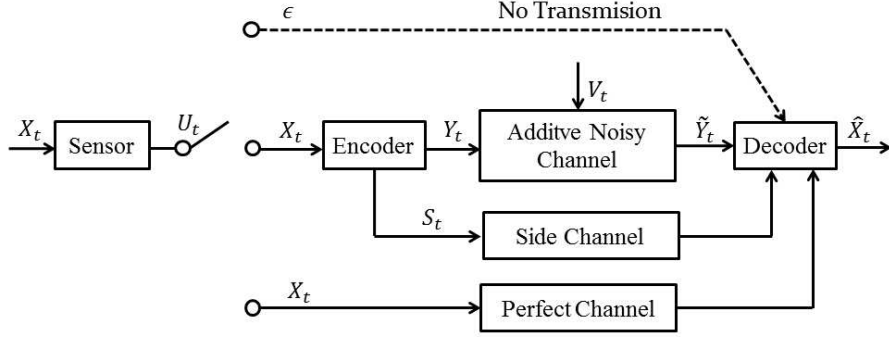 ϵ No Transmision
V_t
X_t Sensor U_t X_t Encoder Y_t Additve Noisy Channel Ỹ_t Decoder X̂_t
S_t Side Channel
X_t Perfect Channel